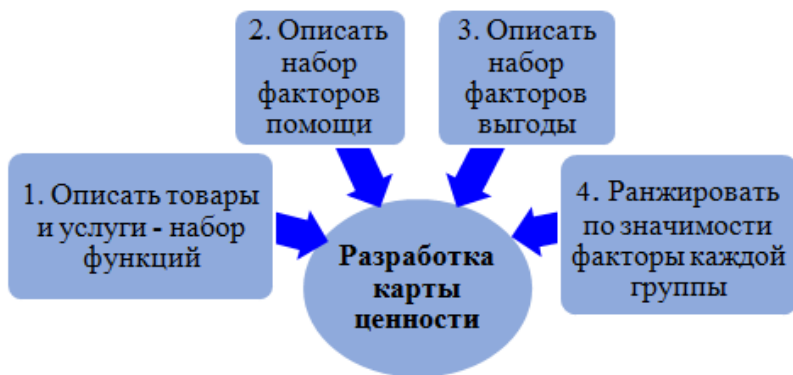 1. Описать товары
и услуги - набор
функций
2. Описать
набор
факторов
помощи
3. Описать
набор
факторов
выгоды
4. Ранжировать
по значимости
факторы каждой
группы
Разработка
карты
ценности